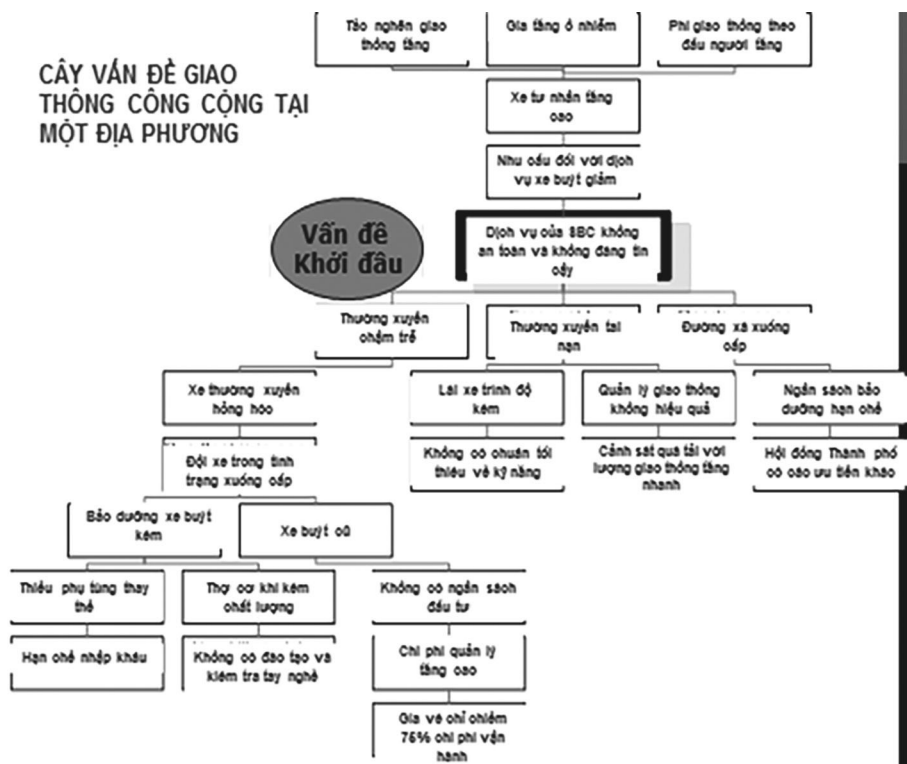 Tắc nghẽn giao
thông tăng
Gia tăng ô nhiễm
Phí giao thông theo
đầu người tăng
CÂY VẤN ĐỀ GIAO
THÔNG CÔNG CỘNG TẠI
MỘT ĐỊA PHƯƠNG
Xe tư nhân tăng
cao
Nhu cầu đối với dịch
vụ xe buýt giảm
Vấn đề
Khởi đầu
Dịch vụ của SBC không
an toàn và không đáng tin
cậy
Thường xuyên
chậm trễ
Thường xuyên tai
nạn
Đường xá xuống
cấp
Xe thường xuyên
hỏng hóc
Lái xe trình độ
kém
Quản lý giao thông
không hiệu quả
Ngân sách bảo
dưỡng hạn chế
Đội xe trong tình
trạng xuống cấp
Không có chuẩn tối
thiểu về kỹ năng
Cảnh sát quá tải với
lượng giao thông tăng
nhanh
Hội đồng Thành phố
có các ưu tiên khác
Bảo dưỡng xe buýt
kém
Xe buýt cũ
Thiếu phụ tùng thay
thế
Thợ cơ khí kém
chất lượng
Không có ngân sách
đầu tư
Hạn chế nhập khẩu
Không có đào tạo và
kiểm tra tay nghề
Chi phí quản lý
tăng cao
Giá vé chỉ chiếm
75% chi phí vận
hành